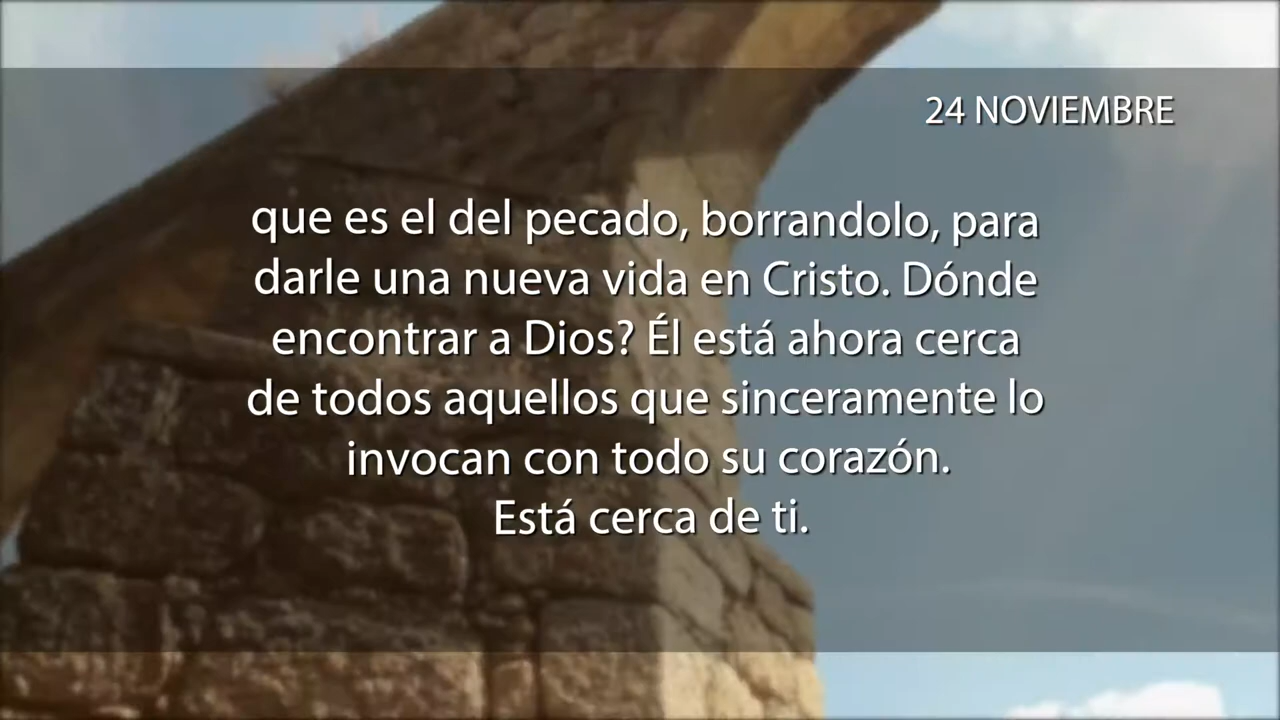 24 NOVIEMBRE
que es el del pecado, borrandolo, para
darle una nueva vida en Cristo. Dónde
encontrar a Dios? Él está ahora cerca
de todos aquellos que sinceramente lo
invocan con todo su corazón.
Está cerca de ti.